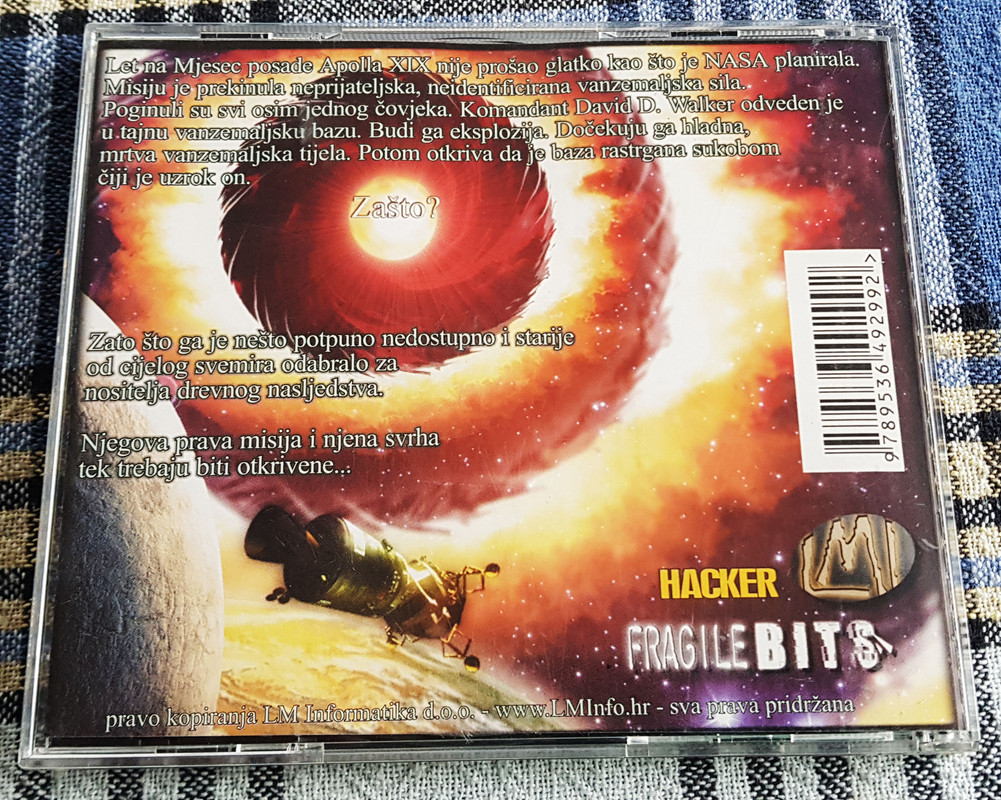 Let na Mjesec posade Apolla XIX nije prošao glatko kao što je NASA planirala.
Misiju je prekinula neprijateljska, neidentificirana vanzemaljska sila.
Poginuli su svi osim jednog čovjeka. Komandant David D. Walker odveden je
u tajnu vanzemaljsku bazu. Budi ga eksplozija. Dočekuju ga hladna,
mrtva vanzemaljska tijela. Potom otkriva da je baza rastrgana sukobom
čiji je uzrok on.
Zašto?
Zato što ga je nešto potpuno nedostupno i starije
od cijelog svemira odabralo za
nositelja drevnog nasljedstva.
Njegova prava misija i njena svrha
tek trebaju biti otkrivene...
9789536492992>
HACKER
LM
FRAGILE BITS
pravo kopiranja LM Informatika d.o.o. - www.LMInfo.hr - sva prava pridržana